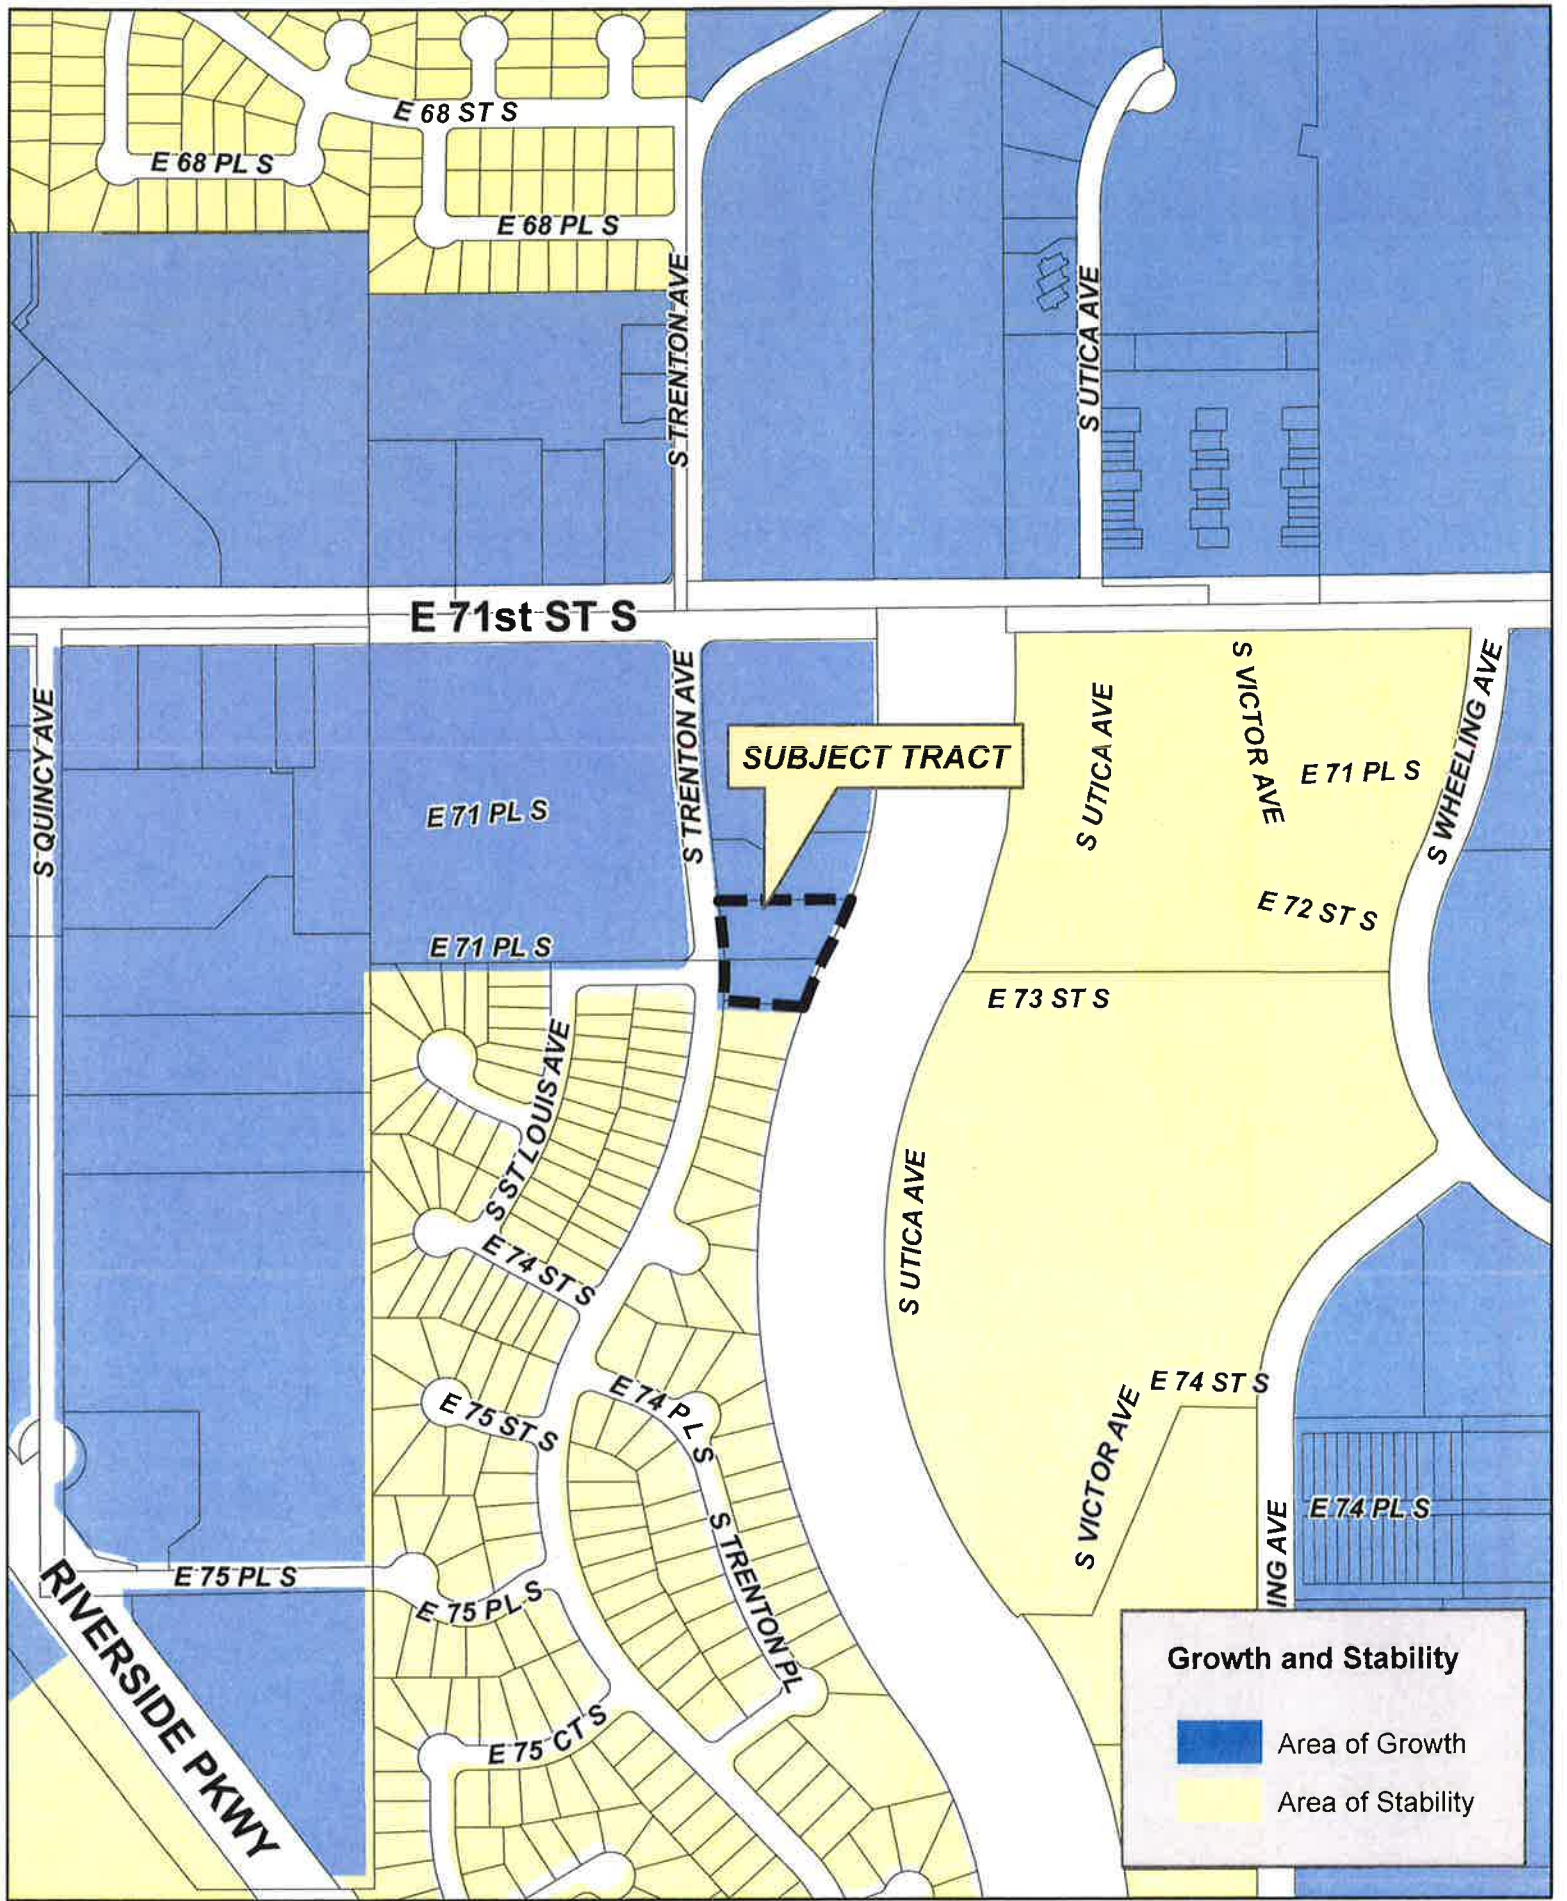 E 68 ST S
E 68 PL S
E 68 PL S
S TRENTON AVE
S UTICA AVE
E 71st ST S
S QUINCY AVE
S TRENTON AVE
SUBJECT TRACT
S UTICA AVE
S VICTOR AVE
E 71 PL S
S WHEELING AVE
E 71 PL S
E 72 ST S
E 71 PL S
E 73 ST S
S ST LOUIS AVE
S UTICA AVE
E 74 ST S
E 74 PL S
E 74 ST S
E 75 ST S
S VICTOR AVE
S TRENTON PL
E 74 PL S
ING AVE
E 75 PL S
E 75 PL S
RIVERSIDE PKWY
E 75 CT S
Growth and Stability
Area of Growth
Area of Stability